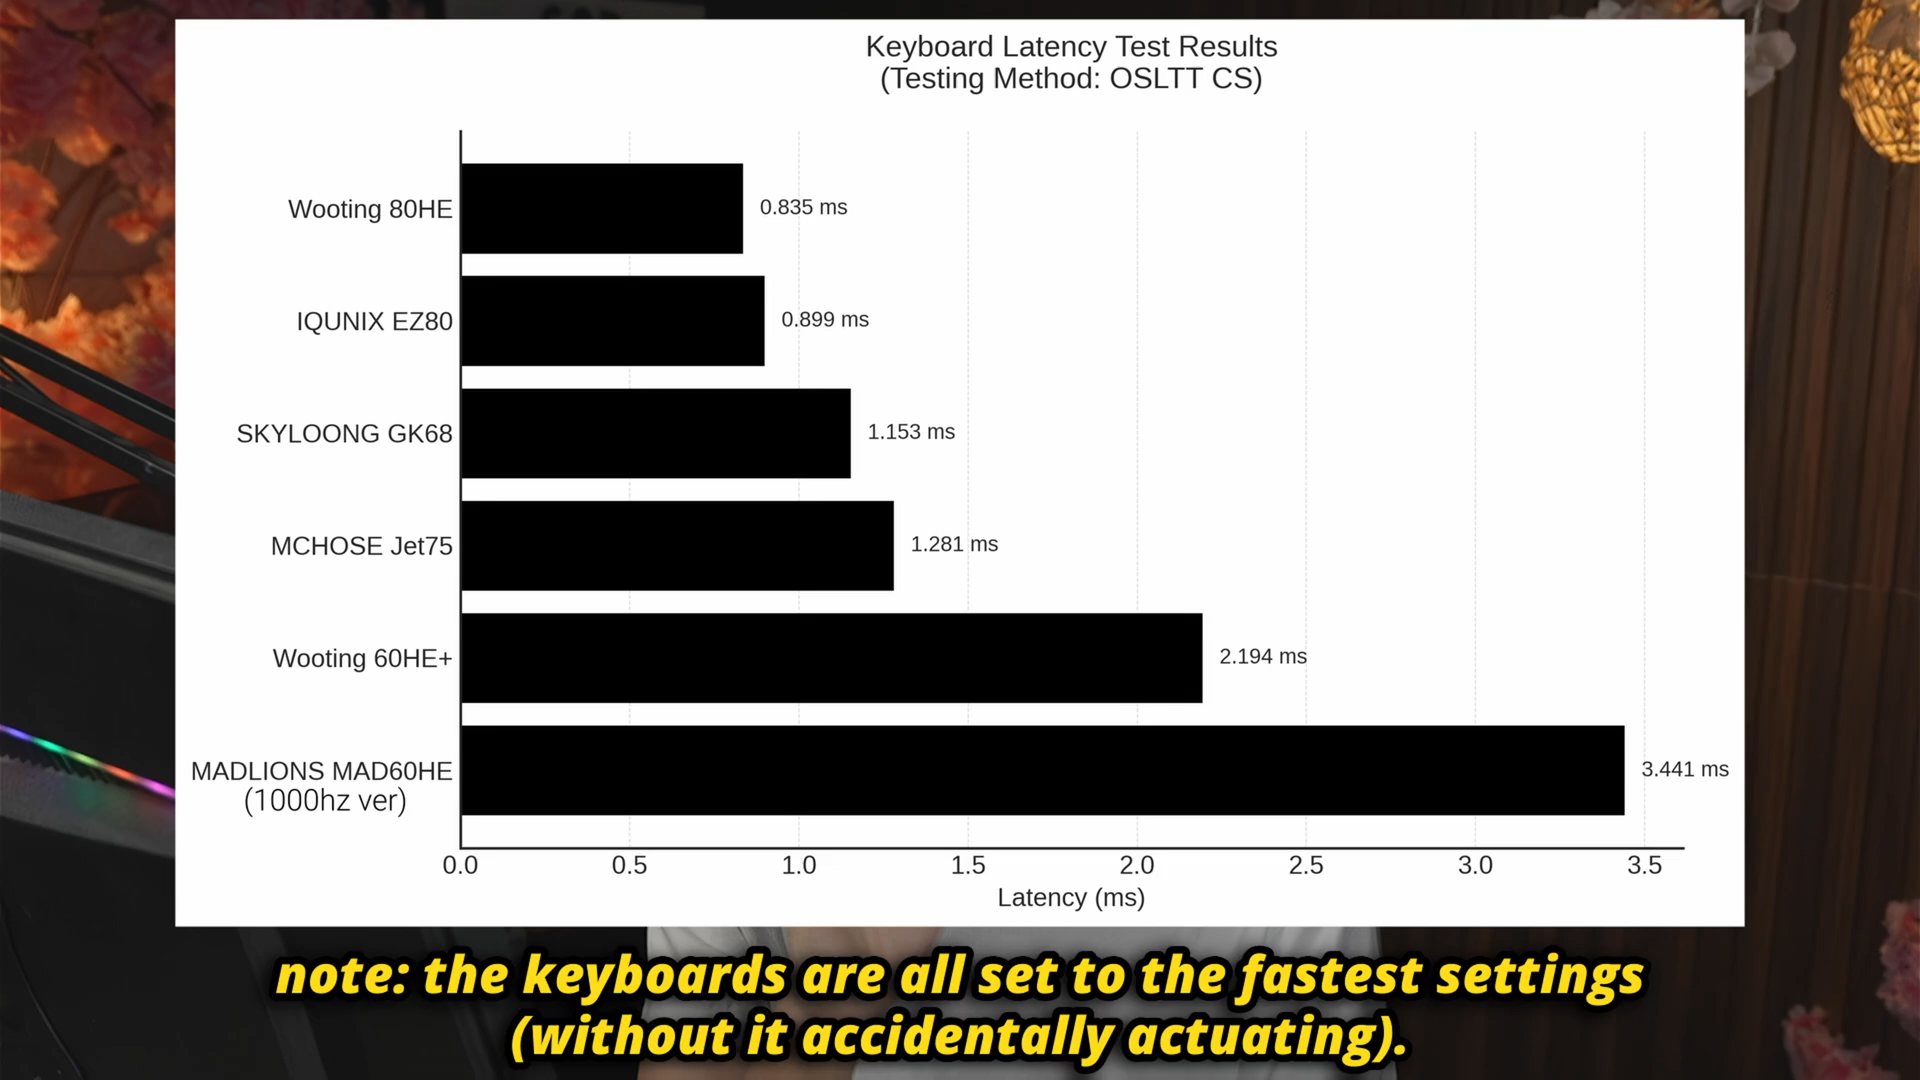 Keyboard Latency Test Results
(Testing Method: OSLTT CS)
Wooting 80HE
0.835 ms
IQUNIX EZ80
0.899 ms
SKYLOONG GK68
1.153 ms
MCHOSE Jet75
1.281 ms
Wooting 60HE+
2.194 ms
MADLIONS MAD60HE
(1000hz ver)
3.441 ms
0.0 0.5 1.0 1.5 2.0 2.5 3.0 3.5
Latency (ms)
note: the keyboards are all set to the fastest settings
(without it accidentally actuating).